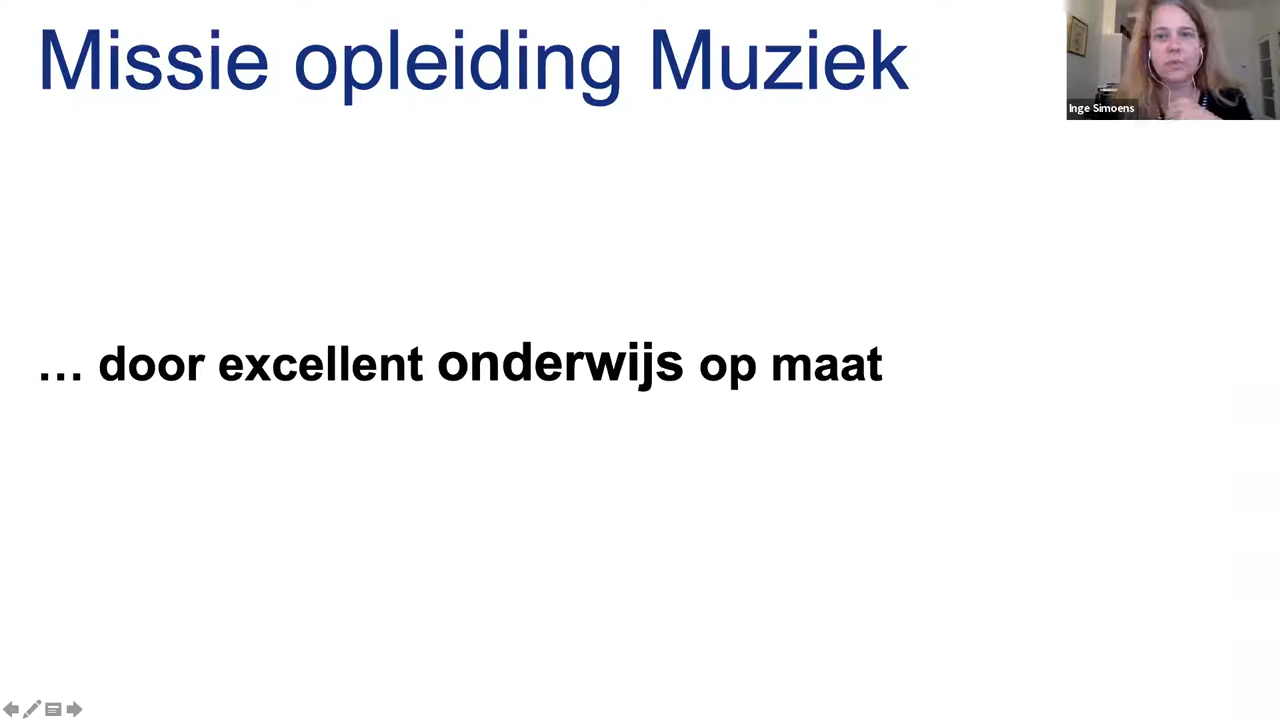 Missie opleiding Muziek
Inge Simoens
… door excellent onderwijs op maat